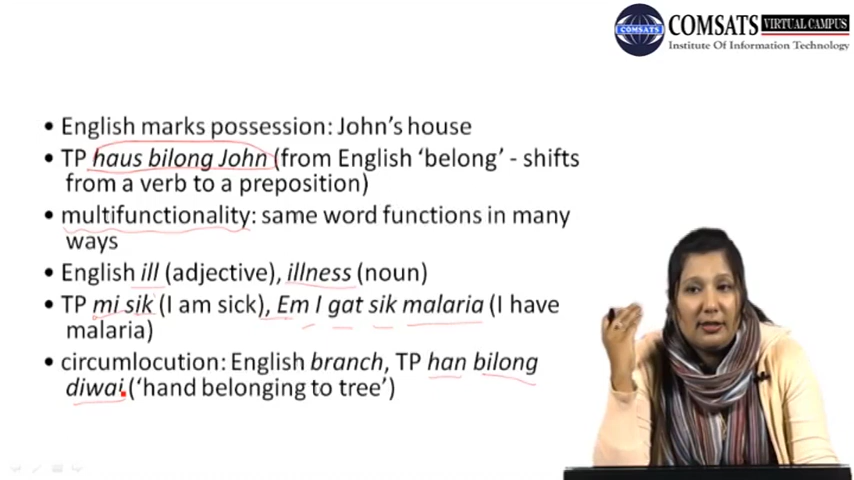 COMSATS VIRTUAL CAMPUS
COMSATS
Institute Of Information Technology
• English marks possession: John's house
• TP haus bilong John (from English 'belong' - shifts
from a verb to a preposition)
• multifunctionality: same word functions in many
ways
• English ill (adjective), illness (noun)
• TP mi sik (I am sick), Em I gat sik malaria (I have
malaria)
• circumlocution: English branch, TP han bilong
diwai ('hand belonging to tree')